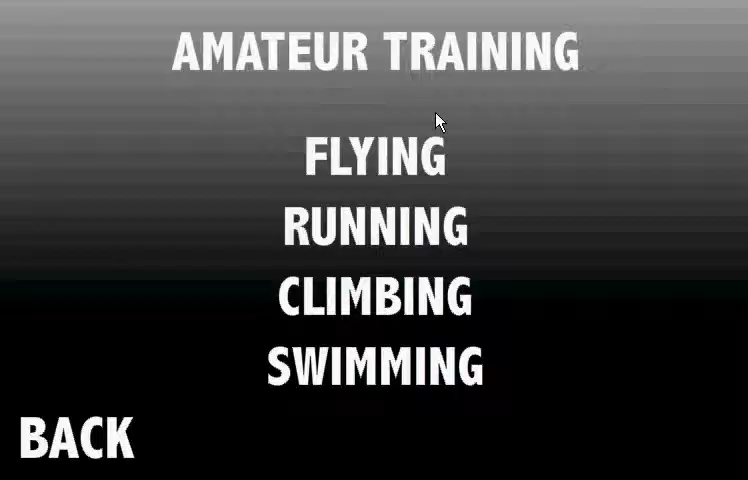 AMATEUR TRAINING
FLYING
RUNNING
CLIMBING
SWIMMING
BACK